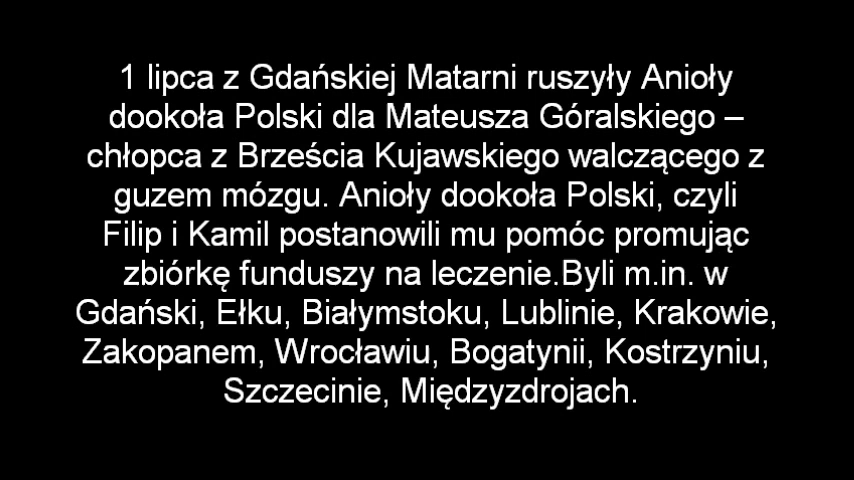 1 lipca z Gdańskiej Matarni ruszyły Anioły
dookoła Polski dla Mateusza Góralskiego –
chłopca z Brześcia Kujawskiego walczącego z
guzem mózgu. Anioły dookoła Polski, czyli
Filip i Kamil postanowili mu pomóc promując
zbiórkę funduszy na leczenie.Byli m.in. w
Gdański, Ełku, Białymstoku, Lublinie, Krakowie,
Zakopanem, Wrocławiu, Bogatynii, Kostrzyniu,
Szczecinie, Międzyzdrojach.